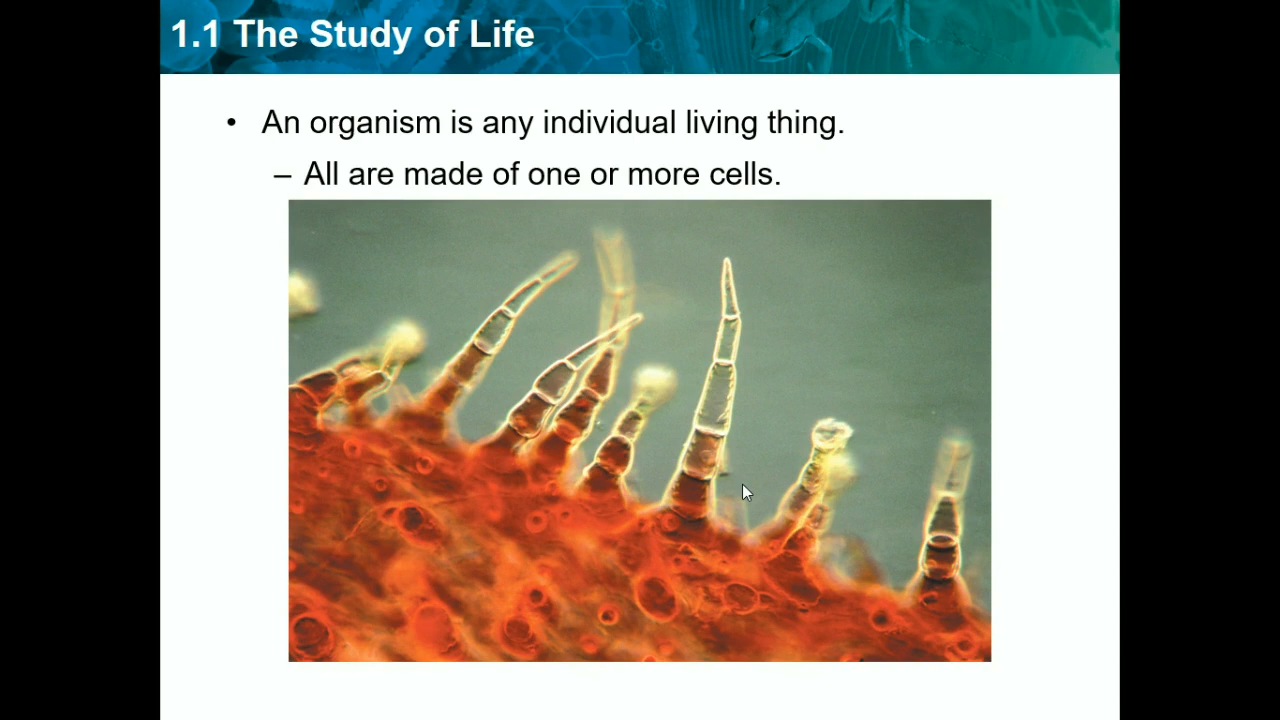 1.1 The Study of Life
• An organism is any individual living thing.
– All are made of one or more cells.